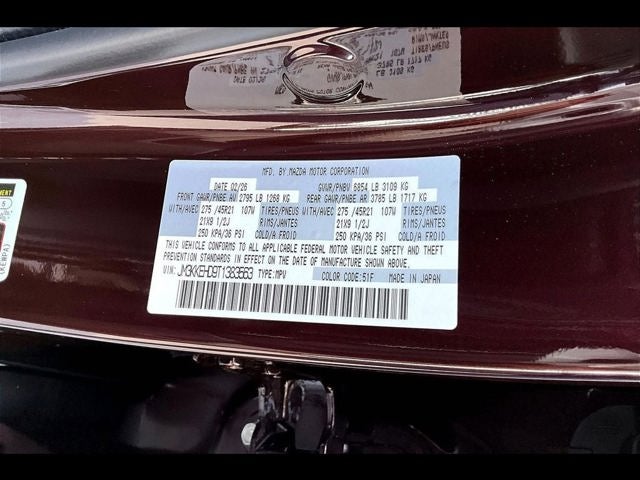 MFD. BY MAZDA MOTOR CORPORATION
DATE 02/26 GVWR/PNBV 6854 LB 3109 KG
FRONT GAWR/PNBE AV 2795 LB 1268 KG REAR GAWR/PNBE AR 3785 LB 1717 KG
WITH/AVEC 275 /45R21 107W TIRES/PNEUS WITH/AVEC 275 /45R21 107W TIRES/PNEUS
21X9 1/2J RIMS/JANTES 21X9 1/2J RIMS/JANTES
250 KPA/36 PSI COLD/A FROID 250 KPA/36 PSI COLD/A FROID
THIS VEHICLE CONFORMS TO ALL APPLICABLE FEDERAL MOTOR VEHICLE SAFETY AND THEFT
PREVENTION STANDARDS IN EFFECT ON THE DATE OF MANUFACTURE SHOWN ABOVE.
VIN: JM3KKEHD9T1383563 TYPE:MPV COLOR CODE:51F MADE IN JAPAN